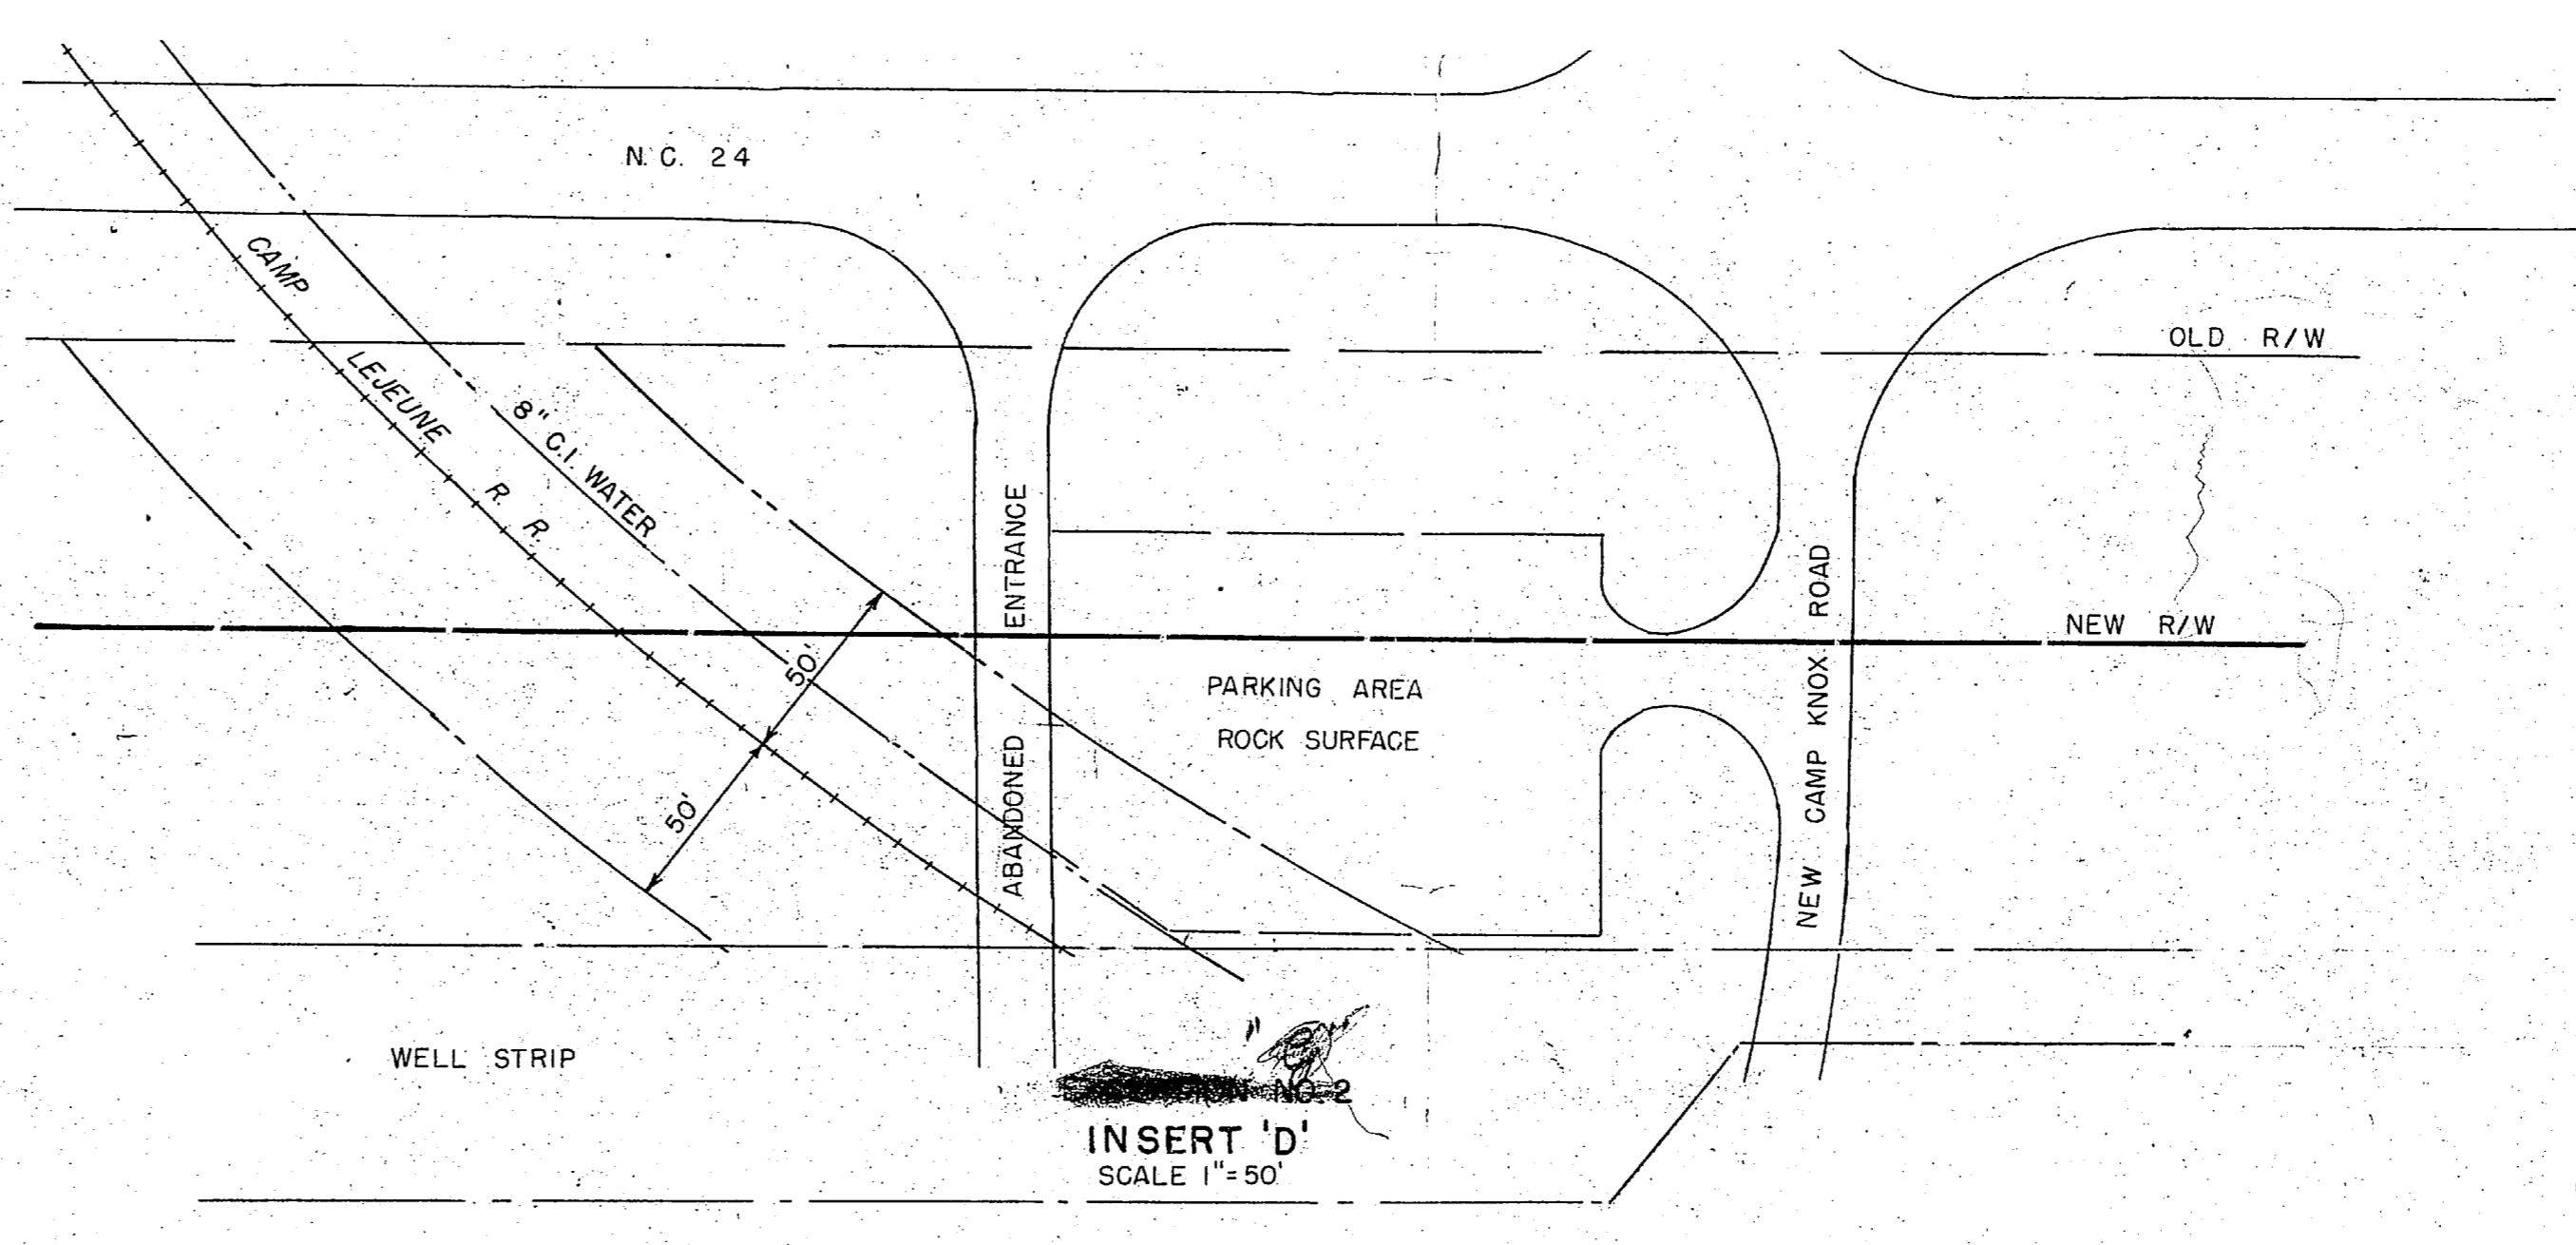 N.C. 24
CAMP LEJEUNE R. R.
OLD R/W
8" C.I. WATER
ABANDONED ENTRANCE
NEW CAMP KNOX ROAD
NEW R/W
50'
50'
PARKING AREA
ROCK SURFACE
WELL STRIP
NO. 2
INSERT 'D'
SCALE 1"=50'